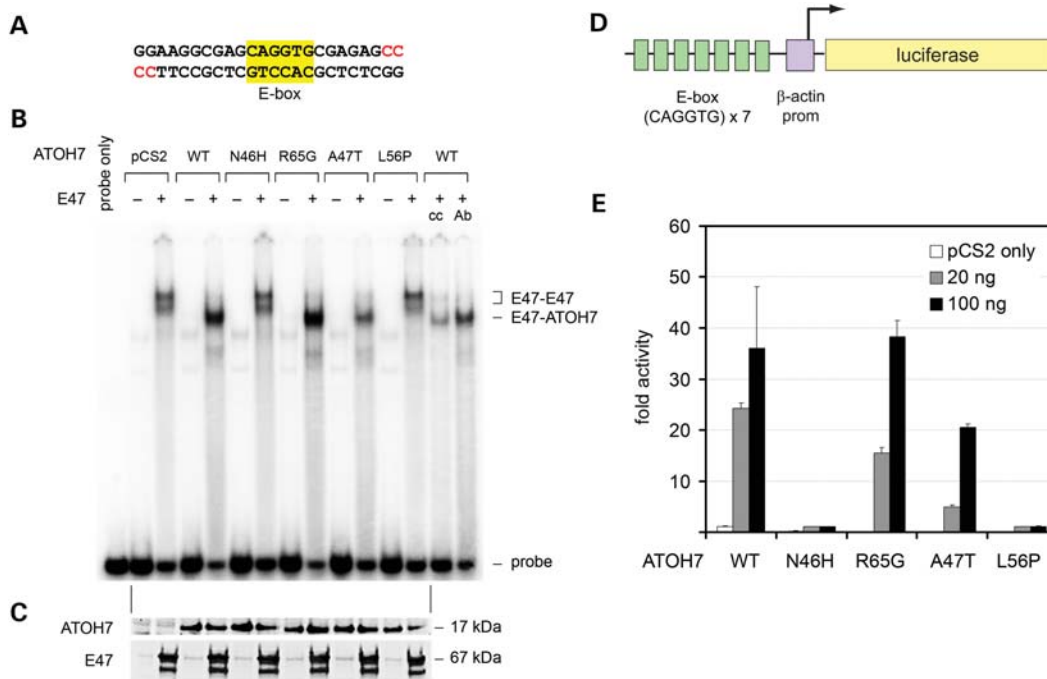 A
GGAAGGCGAGCAGGTGCGAGAGCC
CCTTCCGCTCGTCCACGCTCTCGG
E-box
B
ATOH7
probe only
pCS2 WT N46H R65G A47T L56P WT
E47
– + – + – + – + – + – + + +
cc Ab
E47-E47
E47-ATOH7
probe
C
ATOH7
17 kDa
E47
67 kDa
D
luciferase
E-box
(CAGGTG) x 7
β-actin
prom
E
60
50
40
30
20
10
fold activity
pCS2 only
20 ng
100 ng
ATOH7 WT N46H R65G A47T L56P